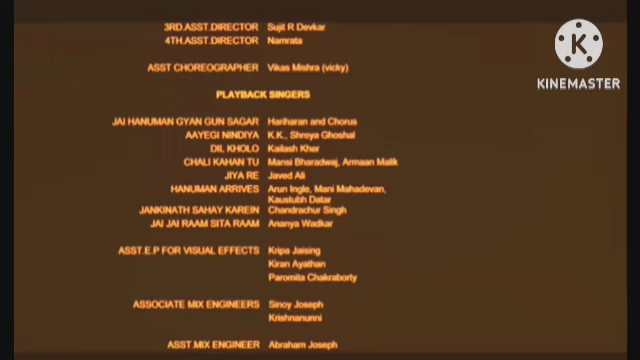 3RD.ASST.DIRECTOR Sujit R Devkar
4TH.ASST.DIRECTOR Namrata
ASST CHOREOGRAPHER Vikas Mishra (vicky)
PLAYBACK SINGERS
JAI HANUMAN GYAN GUN SAGAR Hariharan and Chorus
AAYEGI NINDIYA K.K., Shreya Ghoshal
DIL KHOLO Kailash Kher
CHALI KAHAN TU Mansi Bharadwaj, Armaan Malik
JIYA RE Javed Ali
HANUMAN ARRIVES Arun Ingle, Mani Mahadevan,
Kaustubh Datar
JANKINATH SAHAY KAREIN Chandrachur Singh
JAI JAI RAAM SITA RAAM Ananya Wadkar
ASST.E.P FOR VISUAL EFFECTS Kripa Jaising
Kiran Ayathan
Paromita Chakraborty
ASSOCIATE MIX ENGINEERS Sinoy Joseph
Krishnanunni
ASST.MIX ENGINEER Abraham Joseph
K
KINEMASTER